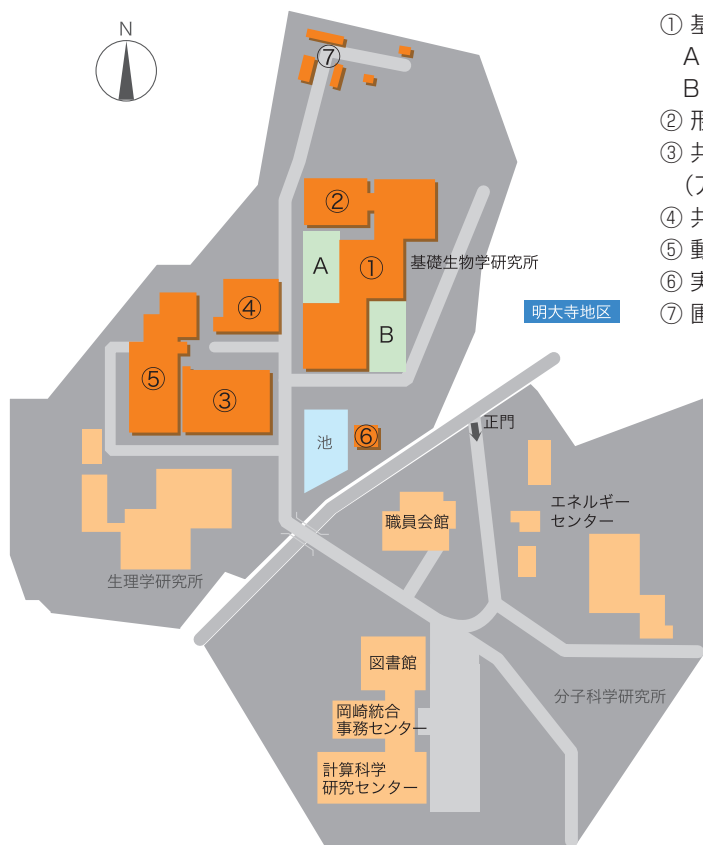 N
① 基
A
B
② 形
③ 共
（ア
④ 共
⑤ 動
⑥ 実
⑦ 圃
⑦
②
A
①
基礎生物学研究所
④
B
明大寺地区
⑤
③
池
⑥
正門
職員会館
エネルギー
センター
生理学研究所
図書館
分子科学研究所
岡崎統合
事務センター
計算科学
研究センター